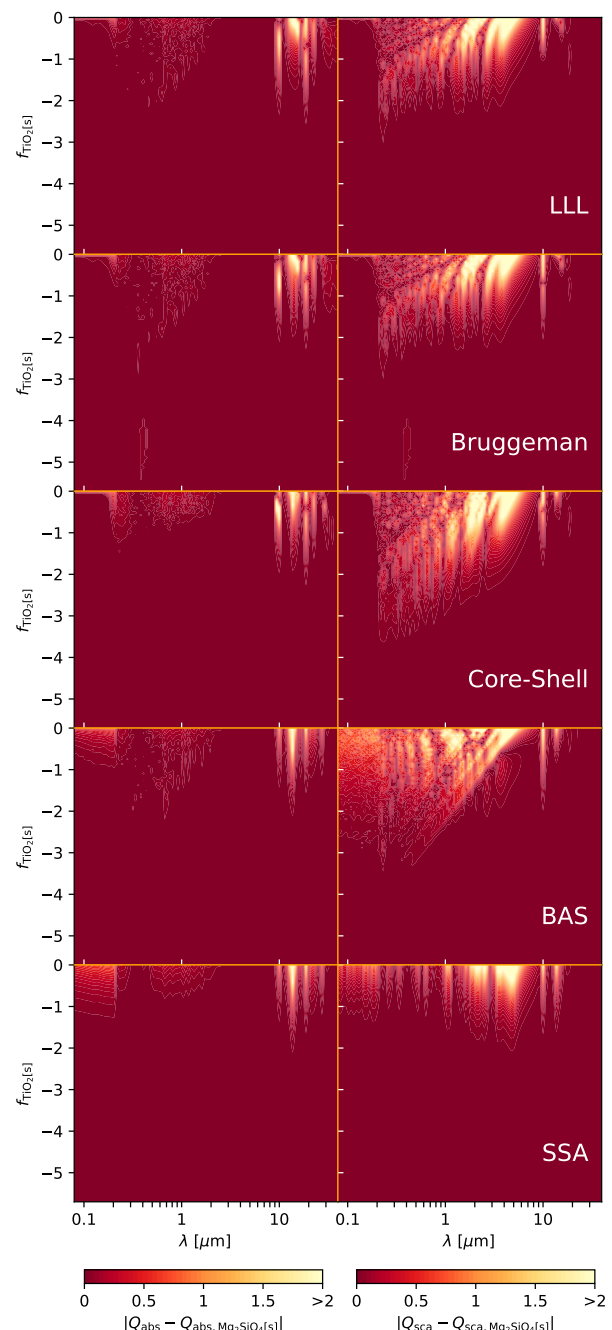 0
−1
−2
−3
−4
−5
f_TiO₂[s]
LLL
0
−1
−2
−3
−4
−5
f_TiO₂[s]
Bruggeman
0
−1
−2
−3
−4
−5
f_TiO₂[s]
Core-Shell
0
−1
−2
−3
−4
−5
f_TiO₂[s]
BAS
0
−1
−2
−3
−4
−5
f_TiO₂[s]
SSA
0.1 1 10 0.1 1 10
λ [μm] λ [μm]
0 0.5 1 1.5 >2 0 0.5 1 1.5 >2
|Q_abs − Q_abs, Mg₂SiO₄[s]| |Q_sca − Q_sca, Mg₂SiO₄[s]|